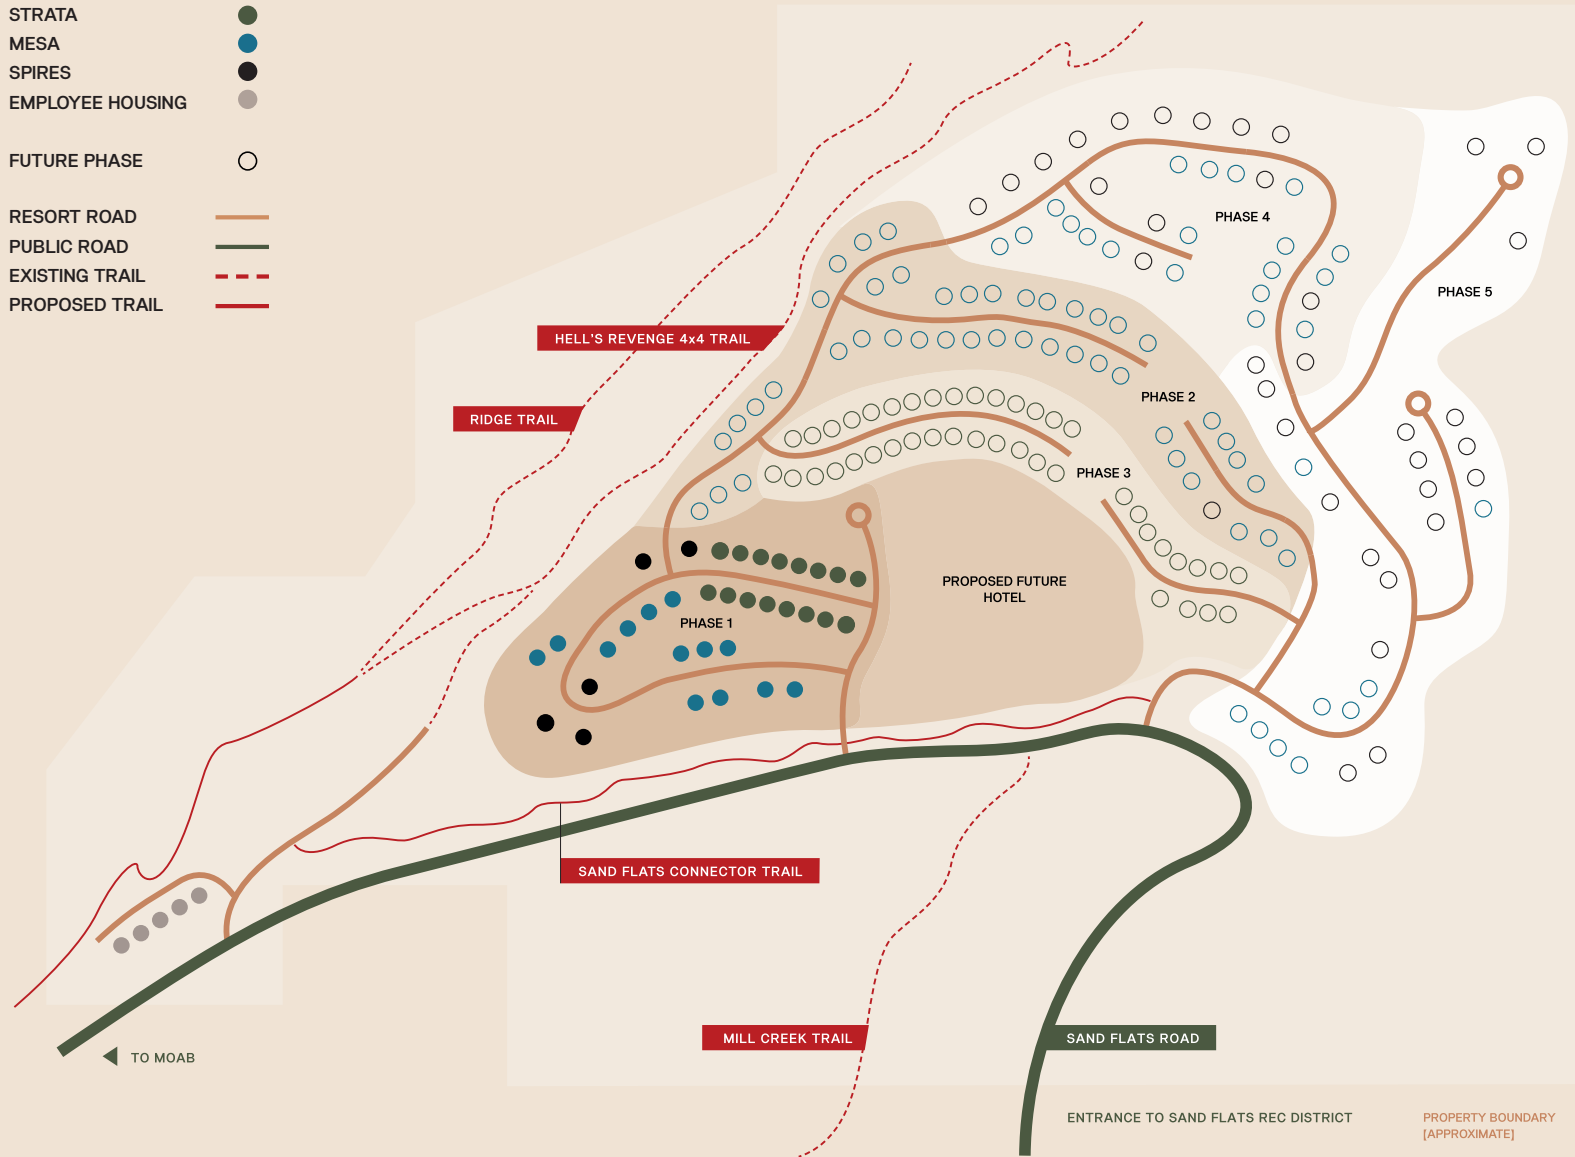 STRATA
MESA
SPIRES
EMPLOYEE HOUSING
FUTURE PHASE
RESORT ROAD
PUBLIC ROAD
EXISTING TRAIL
PROPOSED TRAIL
PHASE 4
PHASE 5
HELL'S REVENGE 4x4 TRAIL
PHASE 2
RIDGE TRAIL
PHASE 3
PROPOSED FUTURE
HOTEL
PHASE 1
SAND FLATS CONNECTOR TRAIL
MILL CREEK TRAIL
SAND FLATS ROAD
TO MOAB
ENTRANCE TO SAND FLATS REC DISTRICT
PROPERTY BOUNDARY
[APPROXIMATE]